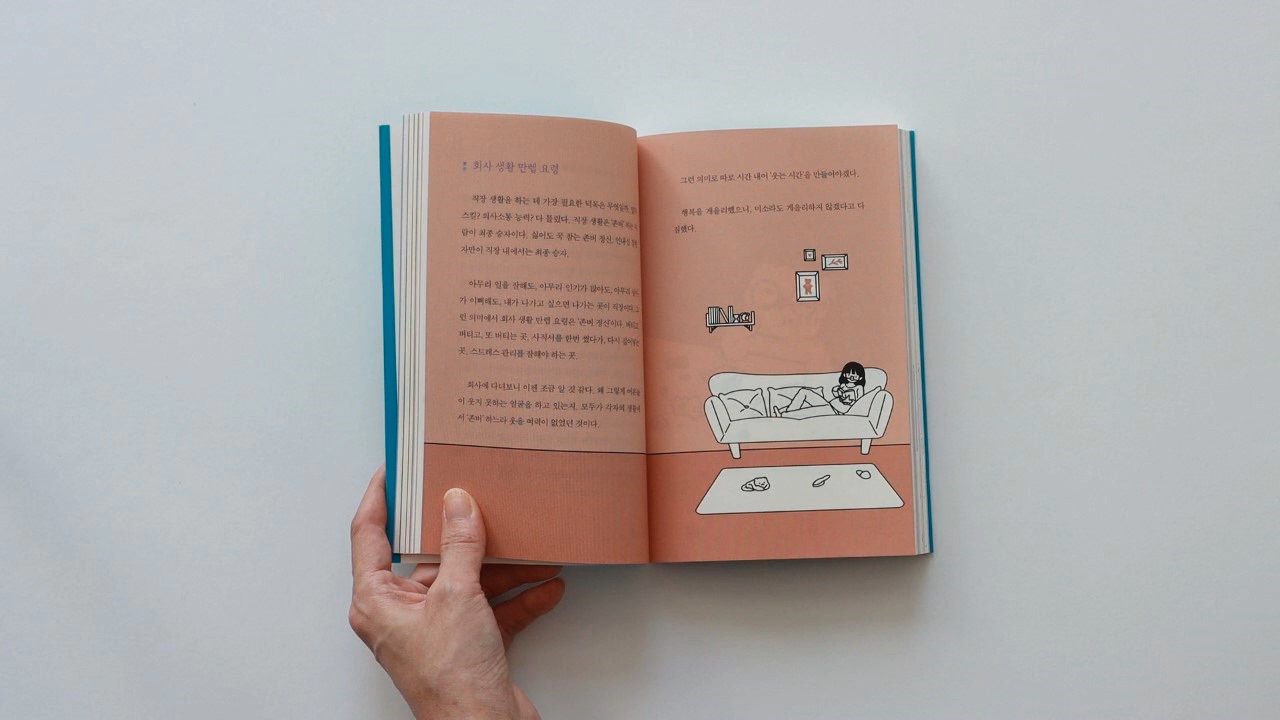 회사 생활 만렙 요령
직장 생활을 하는 데 가장 필요한 덕목은 무엇일까.
스킬? 의사소통 능력? 다 틀렸다. 직장 생활은 '존버'
람이 최종 승자이다. 싫어도 꾹 참는 존버 정신,
자만이 직장 내에서는 최종 승자.
아무리 일을 잘해도, 아무리 인기가 많아도, 아무리
가 이뻐해도, 내가 나가고 싶으면 나가는 곳이 직장이다.
런 의미에서 회사 생활 만렙 요령은 '존버 정신'이다.
버티고, 또 버티는 곳. 사직서를 한번 썼다가, 다시
곳. 스트레스 관리를 잘해야 하는 곳.
회사에 다녀보니 이젠 조금 알 것 같다. 왜 그렇게 어른들
이 웃지 못하는 얼굴을 하고 있는지. 모두가 각자의
서 '존버'하느라 웃을 여력이 없었던 것이다.
그런 의미로 따로 시간 내어 '웃는 시간'을 만들어야겠다.
행복을 게을리했으니, 미소라도 게을리하지 않겠다고 다
짐했다.